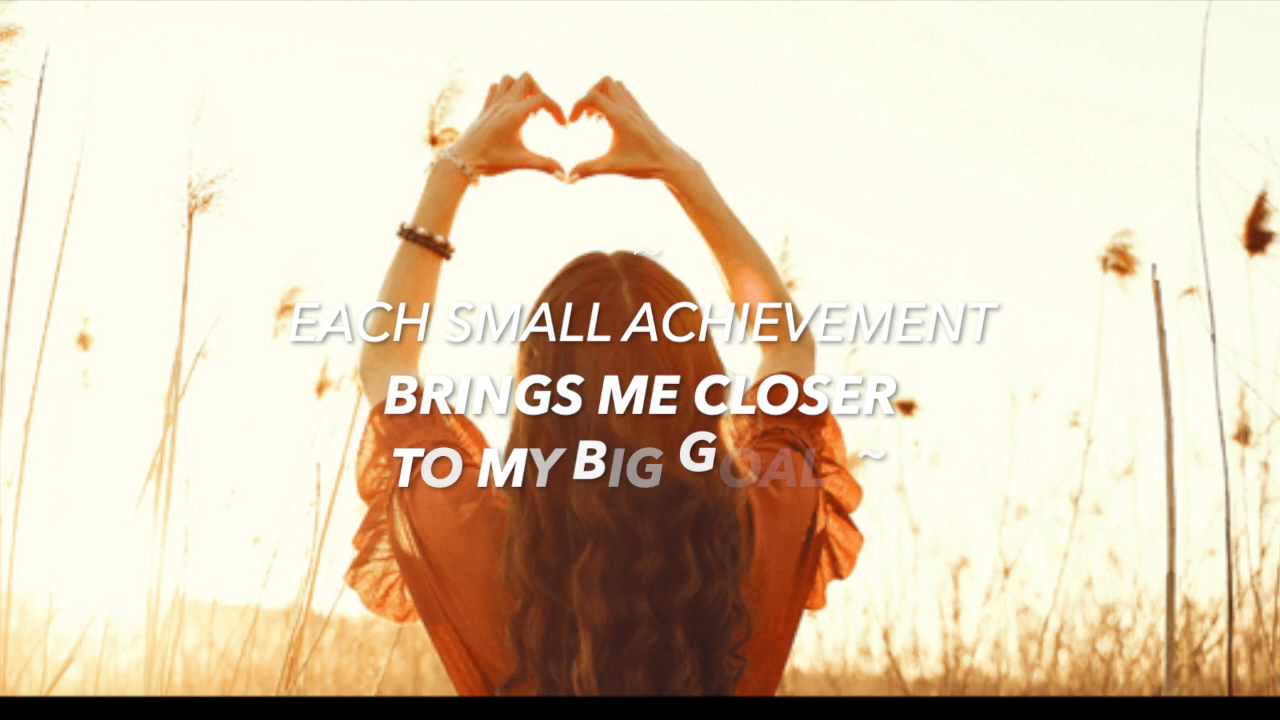 ~
EACH SMALL ACHIEVEMENT
BRINGS ME CLOSER
TO MY BIG GOAL ~